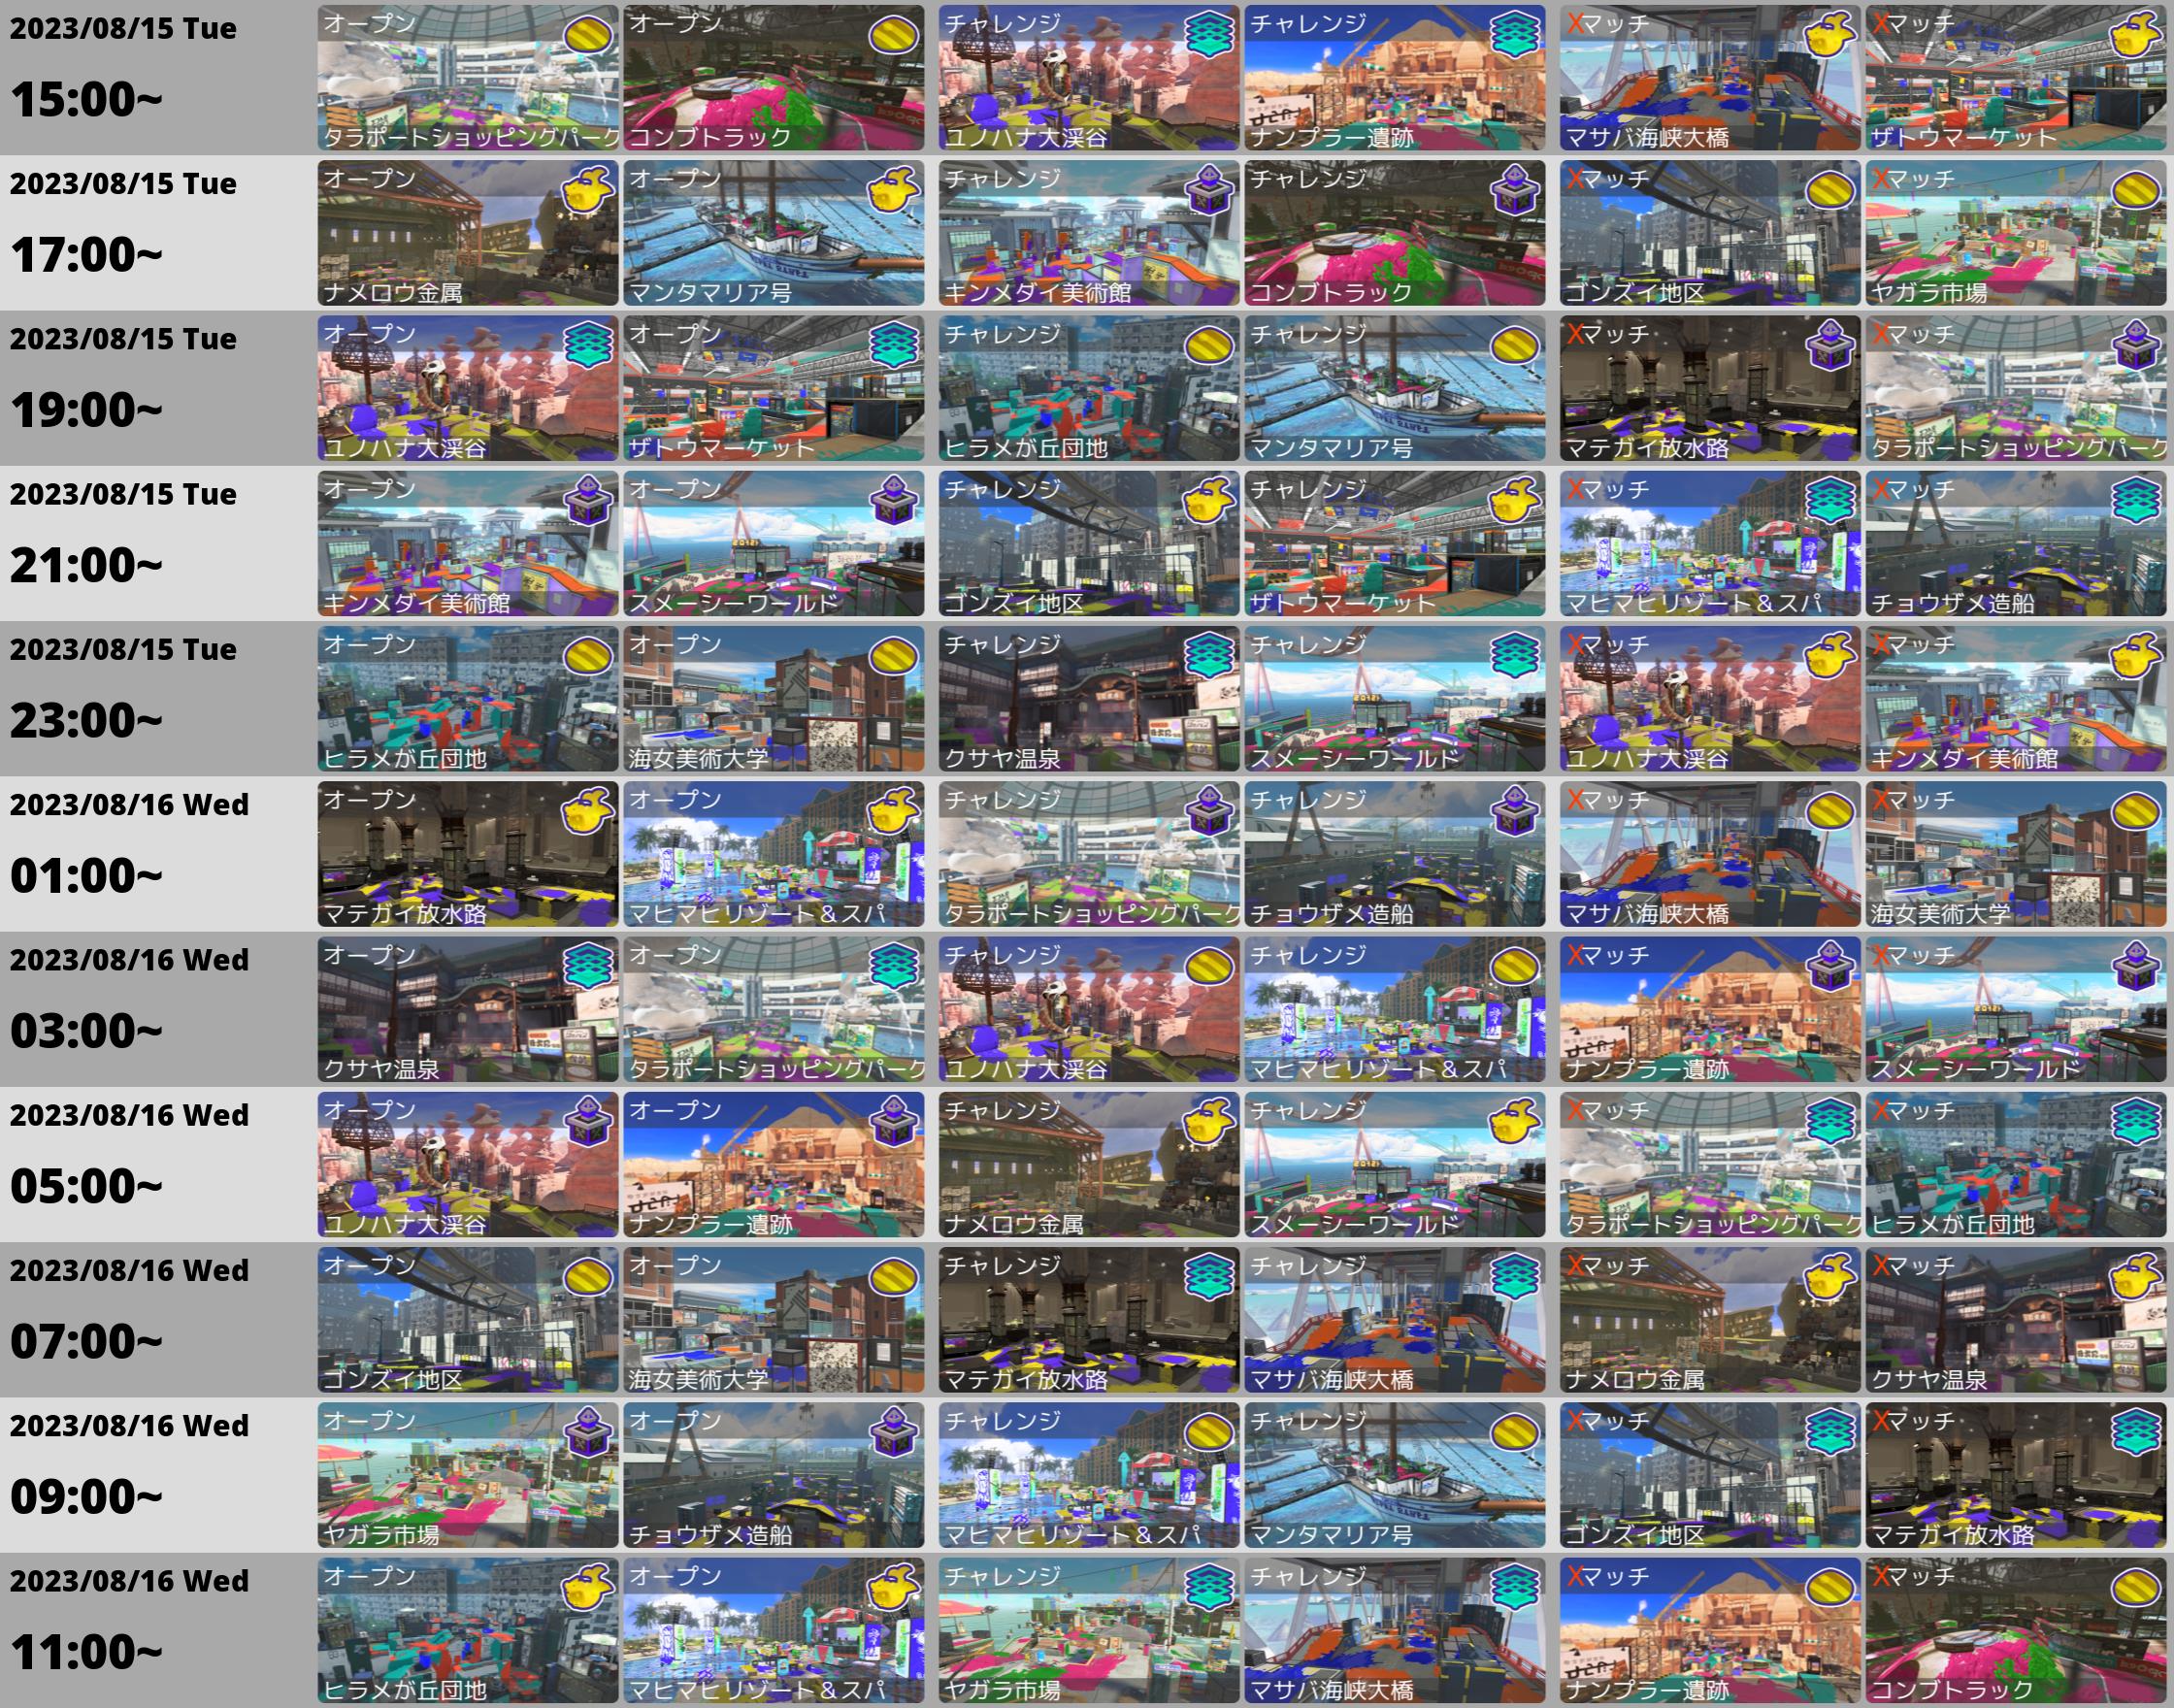 2023/08/15 Tue
15:00~
オープン オープン チャレンジ チャレンジ Xマッチ Xマッチ
タラポートショッピングパーク コンブトラック ユノハナ大渓谷 ナンプラー遺跡 マサバ海峡大橋 ザトウマーケット
2023/08/15 Tue
17:00~
オープン オープン チャレンジ チャレンジ Xマッチ Xマッチ
ナメロウ金属 マンタマリア号 キンメダイ美術館 コンブトラック ゴンズイ地区 ヤガラ市場
2023/08/15 Tue
19:00~
オープン オープン チャレンジ チャレンジ Xマッチ Xマッチ
ユノハナ大渓谷 ザトウマーケット ヒラメが丘団地 マンタマリア号 マテガイ放水路 タラポートショッピングパーク
2023/08/15 Tue
21:00~
オープン オープン チャレンジ チャレンジ Xマッチ Xマッチ
キンメダイ美術館 スメーシーワールド ゴンズイ地区 ザトウマーケット マヒマヒリゾート＆スパ チョウザメ造船
2023/08/15 Tue
23:00~
オープン オープン チャレンジ チャレンジ Xマッチ Xマッチ
ヒラメが丘団地 海女美術大学 クサヤ温泉 スメーシーワールド ユノハナ大渓谷 キンメダイ美術館
2023/08/16 Wed
01:00~
オープン オープン チャレンジ チャレンジ Xマッチ Xマッチ
マテガイ放水路 マヒマヒリゾート＆スパ タラポートショッピングパーク チョウザメ造船 マサバ海峡大橋 海女美術大学
2023/08/16 Wed
03:00~
オープン オープン チャレンジ チャレンジ Xマッチ Xマッチ
クサヤ温泉 タラポートショッピングパーク ユノハナ大渓谷 マヒマヒリゾート＆スパ ナンプラー遺跡 スメーシーワールド
2023/08/16 Wed
05:00~
オープン オープン チャレンジ チャレンジ Xマッチ Xマッチ
ユノハナ大渓谷 ナンプラー遺跡 ナメロウ金属 スメーシーワールド タラポートショッピングパーク ヒラメが丘団地
2023/08/16 Wed
07:00~
オープン オープン チャレンジ チャレンジ Xマッチ Xマッチ
ゴンズイ地区 海女美術大学 マテガイ放水路 マサバ海峡大橋 ナメロウ金属 クサヤ温泉
2023/08/16 Wed
09:00~
オープン オープン チャレンジ チャレンジ Xマッチ Xマッチ
ヤガラ市場 チョウザメ造船 マヒマヒリゾート＆スパ マンタマリア号 ゴンズイ地区 マテガイ放水路
2023/08/16 Wed
11:00~
オープン オープン チャレンジ チャレンジ Xマッチ Xマッチ
ヒラメが丘団地 マヒマヒリゾート＆スパ ヤガラ市場 マサバ海峡大橋 ナンプラー遺跡 コンブトラック